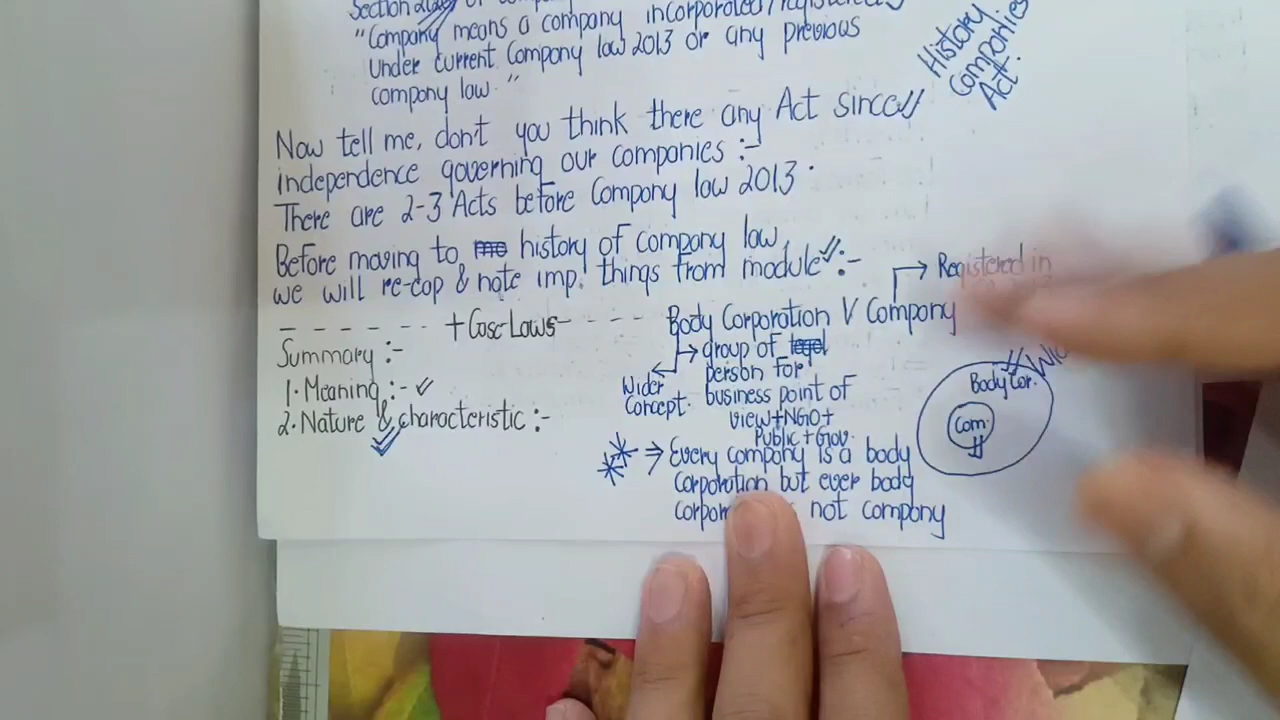 Section
"Company means a company incorporated/registered
under current Company law 2013 or any previous
company law."
History
Companies
Act.
Now tell me, don't you think there any Act since
independence governing our companies :-
There are 2-3 Acts before Company law 2013.
Before moving to history of company law,
we will re-cap & note imp. things from module :-
+ Case Laws
Summary :-
1. Meaning :-
2. Nature & characteristic :-
Body Corporation V Company
Registered in
group of legal
person for
business point of
view+NGO+
Public + Gov.
Wider
Concept.
Body Cor.
Com.
Every company is a body
Corporation but ever body
not company